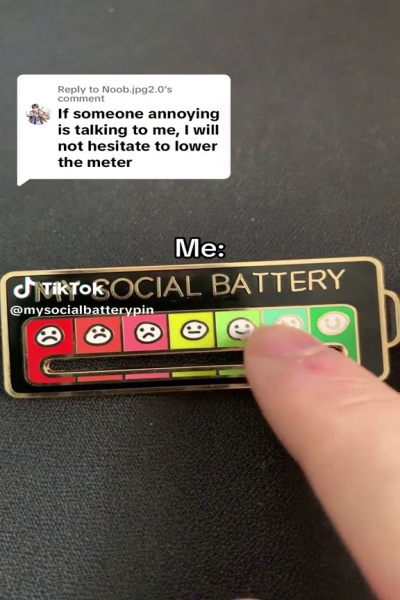 Reply to Noob.jpg2.0's
comment
If someone annoying
is talking to me, I will
not hesitate to lower
the meter
Me:
TikTok
MY SOCIAL BATTERY
@mysocialbatterypin